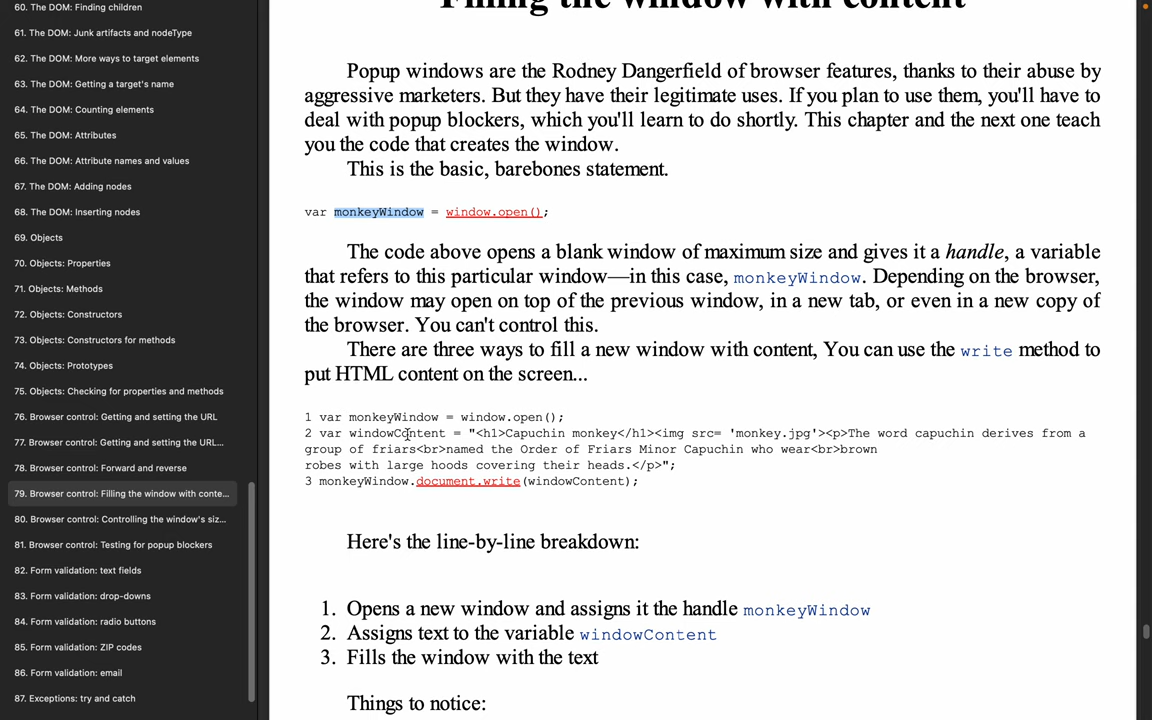 60. The DOM: Finding children
61. The DOM: Junk artifacts and nodeType
62. The DOM: More ways to target elements
63. The DOM: Getting a target's name
64. The DOM: Counting elements
65. The DOM: Attributes
66. The DOM: Attribute names and values
67. The DOM: Adding nodes
68. The DOM: Inserting nodes
69. Objects
70. Objects: Properties
71. Objects: Methods
72. Objects: Constructors
73. Objects: Constructors for methods
74. Objects: Prototypes
75. Objects: Checking for properties and methods
76. Browser control: Getting and setting the URL
77. Browser control: Getting and setting the URL...
78. Browser control: Forward and reverse
79. Browser control: Filling the window with conte...
80. Browser control: Controlling the window's siz...
81. Browser control: Testing for popup blockers
82. Form validation: text fields
83. Form validation: drop-downs
84. Form validation: radio buttons
85. Form validation: ZIP codes
86. Form validation: email
87. Exceptions: try and catch
Filling the window with content
Popup windows are the Rodney Dangerfield of browser features, thanks to their abuse by
aggressive marketers. But they have their legitimate uses. If you plan to use them, you'll have to
deal with popup blockers, which you'll learn to do shortly. This chapter and the next one teach
you the code that creates the window.
This is the basic, barebones statement.
var monkeyWindow = window.open();
The code above opens a blank window of maximum size and gives it a handle, a variable
that refers to this particular window—in this case, monkeyWindow. Depending on the browser,
the window may open on top of the previous window, in a new tab, or even in a new copy of
the browser. You can't control this.
There are three ways to fill a new window with content, You can use the write method to
put HTML content on the screen...
1 var monkeyWindow = window.open();
2 var windowContent = "<h1>Capuchin monkey</h1><img src= 'monkey.jpg'><p>The word capuchin derives from a
group of friars<br>named the Order of Friars Minor Capuchin who wear<br>brown
robes with large hoods covering their heads.</p>";
3 monkeyWindow.document.write(windowContent);
Here's the line-by-line breakdown:
1. Opens a new window and assigns it the handle monkeyWindow
2. Assigns text to the variable windowContent
3. Fills the window with the text
Things to notice: